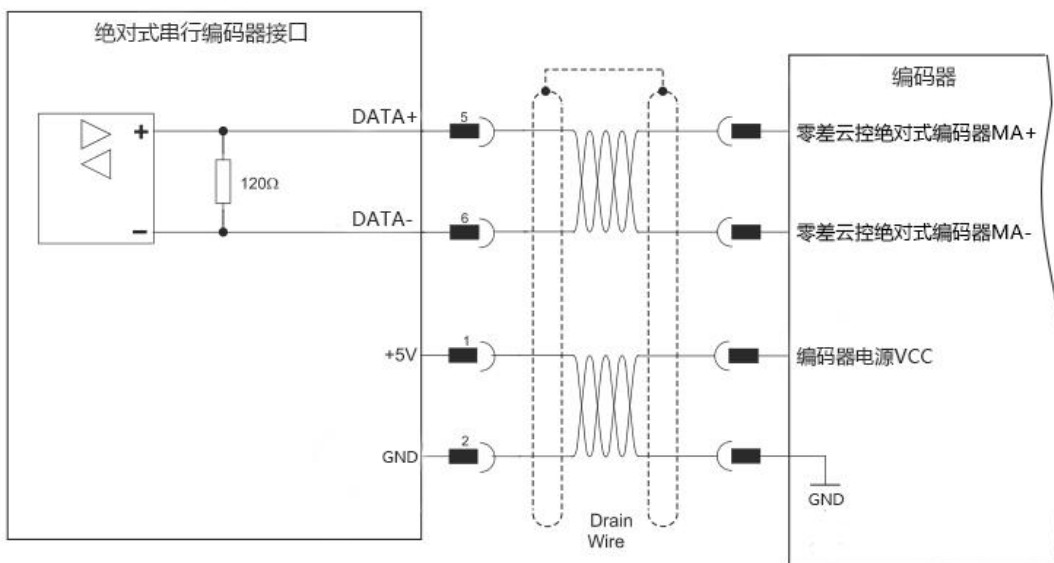 绝对式串行编码器接口
编码器
DATA+
5
零差云控绝对式编码器MA+
+
120Ω
DATA-
6
零差云控绝对式编码器MA-
-
+5V
1
编码器电源VCC
GND
2
GND
Drain
Wire